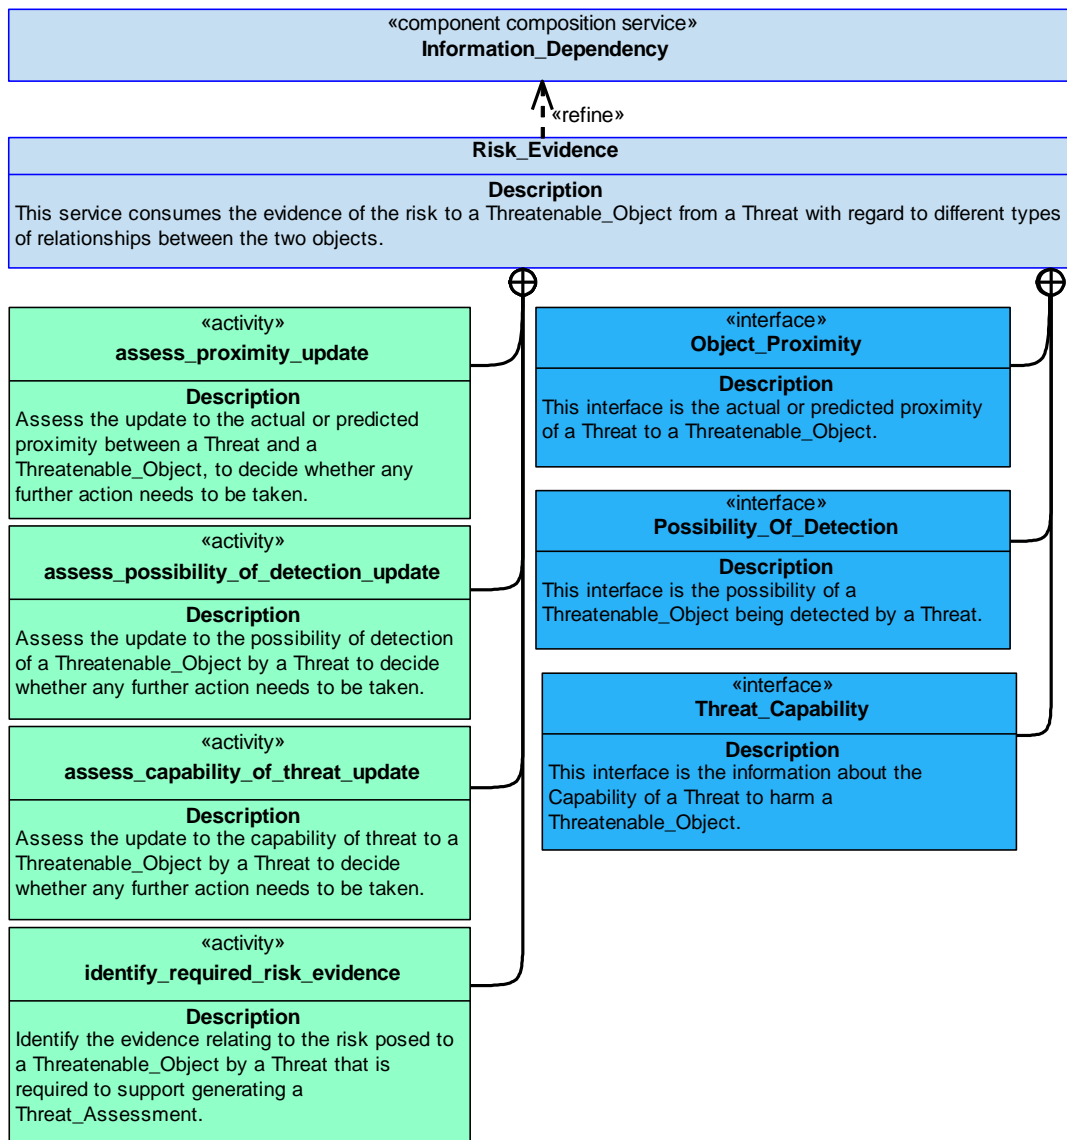 «component composition service»
Information_Dependency
«refine»
Risk_Evidence
Description
This service consumes the evidence of the risk to a Threatenable_Object from a Threat with regard to different types
of relationships between the two objects.
«activity»
assess_proximity_update
Description
Assess the update to the actual or predicted
proximity between a Threat and a
Threatenable_Object, to decide whether any
further action needs to be taken.
«activity»
assess_possibility_of_detection_update
Description
Assess the update to the possibility of detection
of a Threatenable_Object by a Threat to decide
whether any further action needs to be taken.
«activity»
assess_capability_of_threat_update
Description
Assess the update to the capability of threat to a
Threatenable_Object by a Threat to decide
whether any further action needs to be taken.
«activity»
identify_required_risk_evidence
Description
Identify the evidence relating to the risk posed to
a Threatenable_Object by a Threat that is
required to support generating a
Threat_Assessment.
«interface»
Object_Proximity
Description
This interface is the actual or predicted proximity
of a Threat to a Threatenable_Object.
«interface»
Possibility_Of_Detection
Description
This interface is the possibility of a
Threatenable_Object being detected by a Threat.
«interface»
Threat_Capability
Description
This interface is the information about the
Capability of a Threat to harm a
Threatenable_Object.